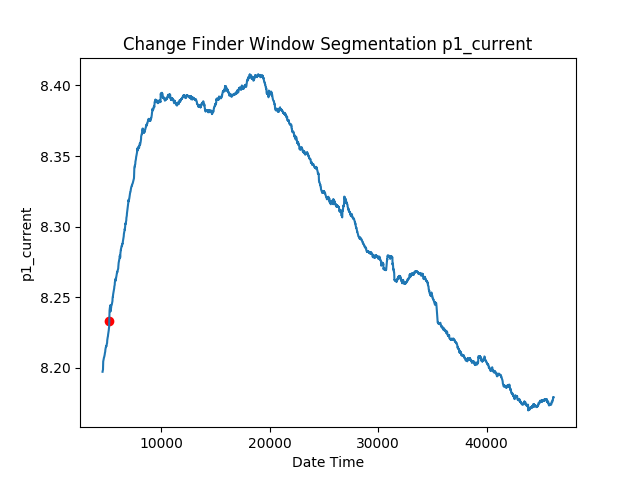 Change Finder Window Segmentation p1_current
8.40
8.35
8.30
8.25
8.20
p1_current
10000 20000 30000 40000
Date Time